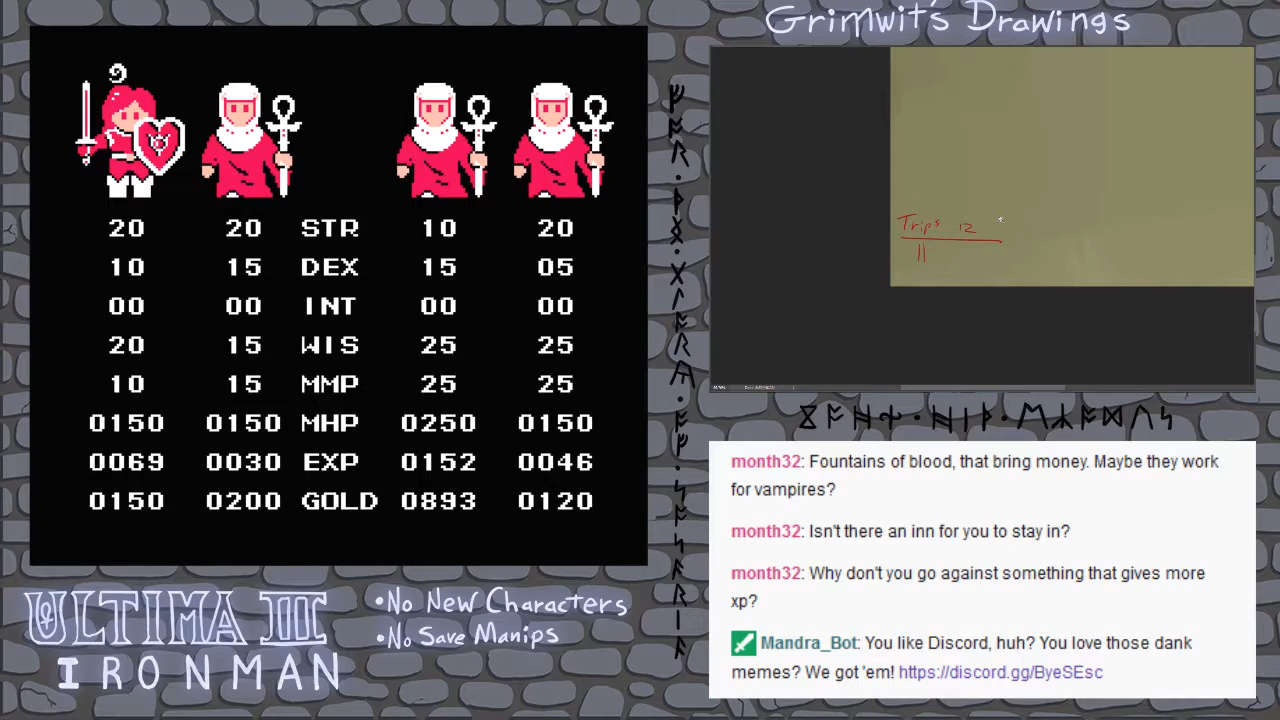 Grimwit's Drawings
20 20 STR 10 20
10 15 DEX 15 05
00 00 INT 00 00
20 15 WIS 25 25
10 15 MMP 25 25
0150 0150 MHP 0250 0150
0069 0030 EXP 0152 0046
0150 0200 GOLD 0893 0120
Trips 12
ULTIMA III
IRONMAN
•No New Characters
•No Save Manips
month32: Fountains of blood, that bring money. Maybe they work
for vampires?
month32: Isn't there an inn for you to stay in?
month32: Why don't you go against something that gives more
xp?
Mandra_Bot: You like Discord, huh? You love those dank
memes? We got 'em! https://discord.gg/ByeSEsc